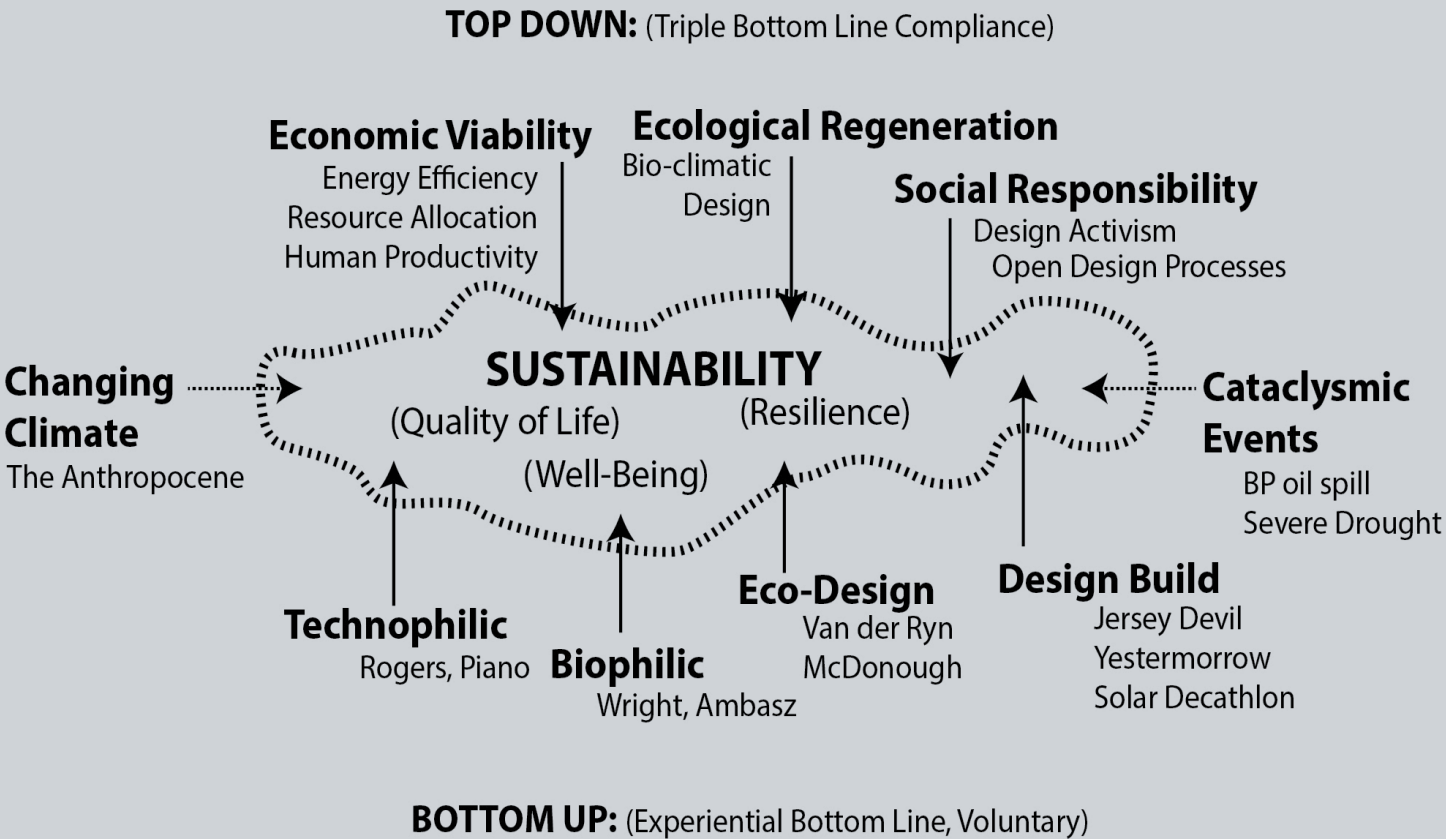 TOP DOWN: (Triple Bottom Line Compliance)
Economic Viability
Energy Efficiency
Resource Allocation
Human Productivity
Ecological Regeneration
Bio-climatic
Design
Social Responsibility
Design Activism
Open Design Processes
Changing
Climate
The Anthropocene
SUSTAINABILITY
(Quality of Life)
(Resilience)
(Well-Being)
Cataclysmic
Events
BP oil spill
Severe Drought
Technophilic
Rogers, Piano
Biophilic
Wright, Ambasz
Eco-Design
Van der Ryn
McDonough
Design Build
Jersey Devil
Yestermorrow
Solar Decathlon
BOTTOM UP: (Experiential Bottom Line, Voluntary)